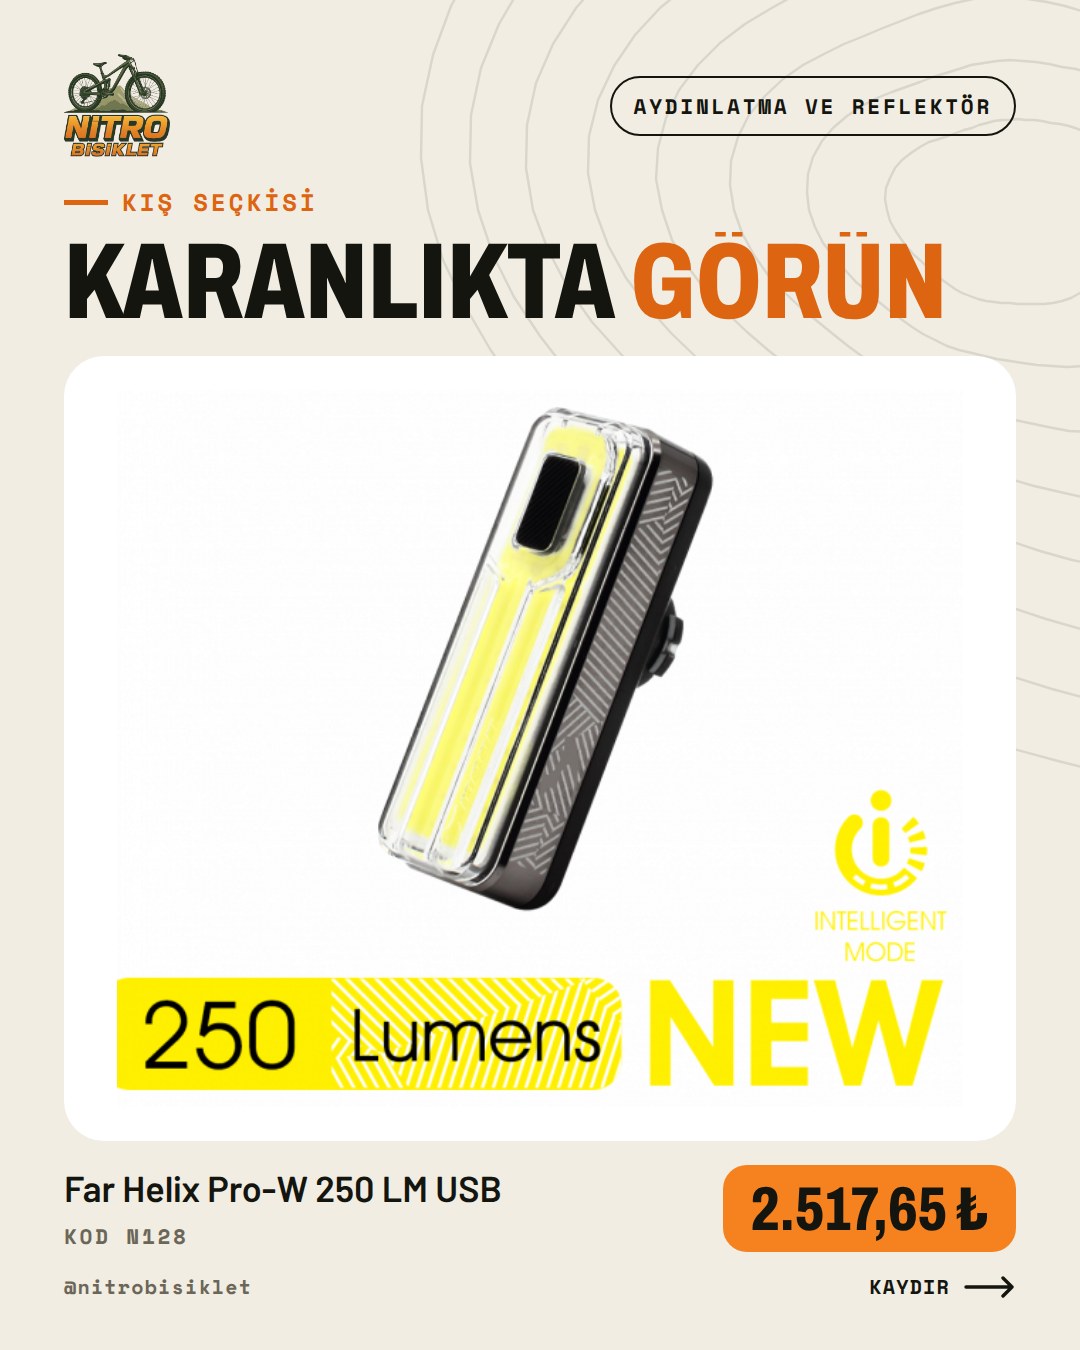 NITRO
BISIKLET
AYDINLATMA VE REFLEKTÖR
KIŞ SEÇKİSİ
KARANLIKTA GÖRÜN
INTELLIGENT
MODE
250 Lumens NEW
Far Helix Pro-W 250 LM USB
2.517,65 ₺
KOD N128
@nitrobisiklet
KAYDIR